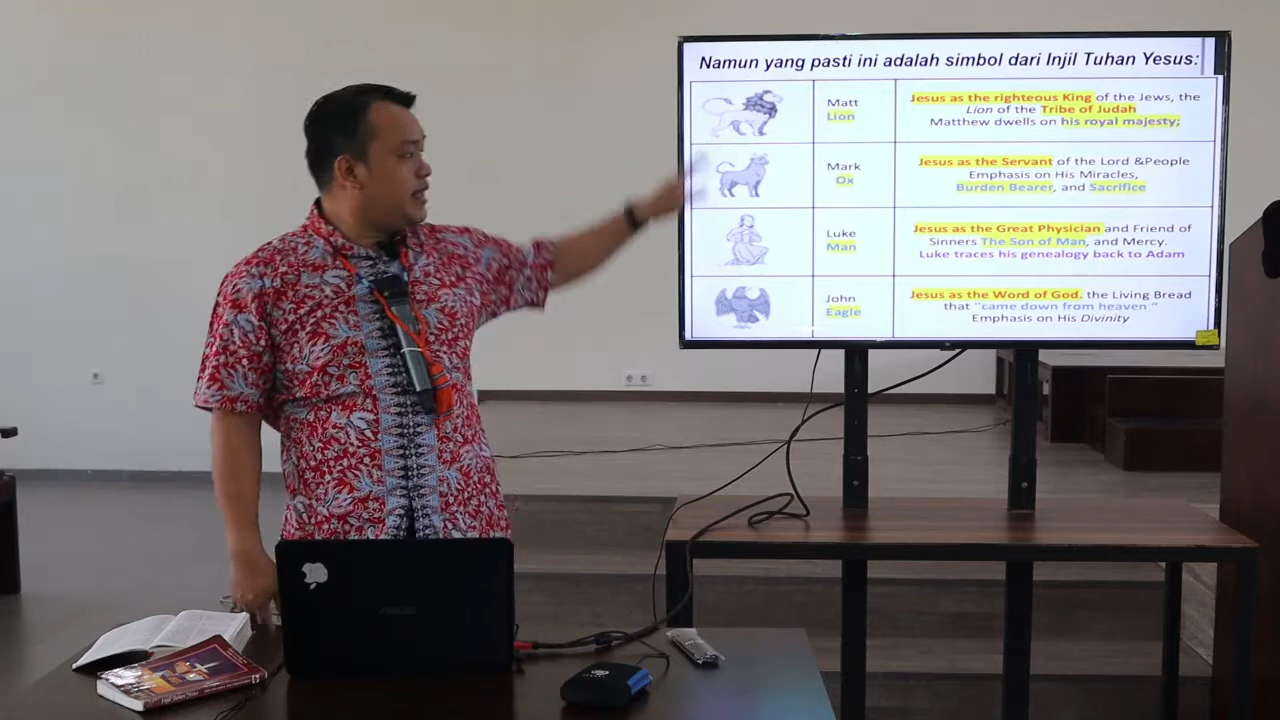 Namun yang pasti ini adalah simbol dari Injil Tuhan Yesus:
Matt
Lion
Jesus as the righteous King of the Jews, the
Lion of the Tribe of Judah
Matthew dwells on his royal majesty;
Mark
Ox
Jesus as the Servant of the Lord &People
Emphasis on His Miracles,
Burden Bearer, and Sacrifice
Luke
Man
Jesus as the Great Physician and Friend of
Sinners The Son of Man, and Mercy.
Luke traces his genealogy back to Adam
John
Eagle
Jesus as the Word of God, the Living Bread
that "came down from heaven "
Emphasis on His Divinity